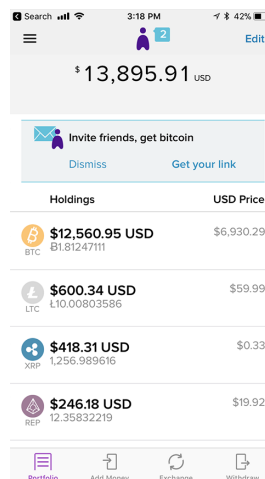 Search 3:18 PM 42%
2
Edit
$13,895.91 USD
Invite friends, get bitcoin
Dismiss Get your link
Holdings USD Price
$12,560.95 USD $6,930.29
Ƀ1.81247111
BTC
$600.34 USD $59.99
Ł10.00803586
LTC
$418.31 USD $0.33
1,256.989616
XRP
$246.18 USD $19.92
12.35832219
REP
Portfolio Add Money Exchange Withdraw